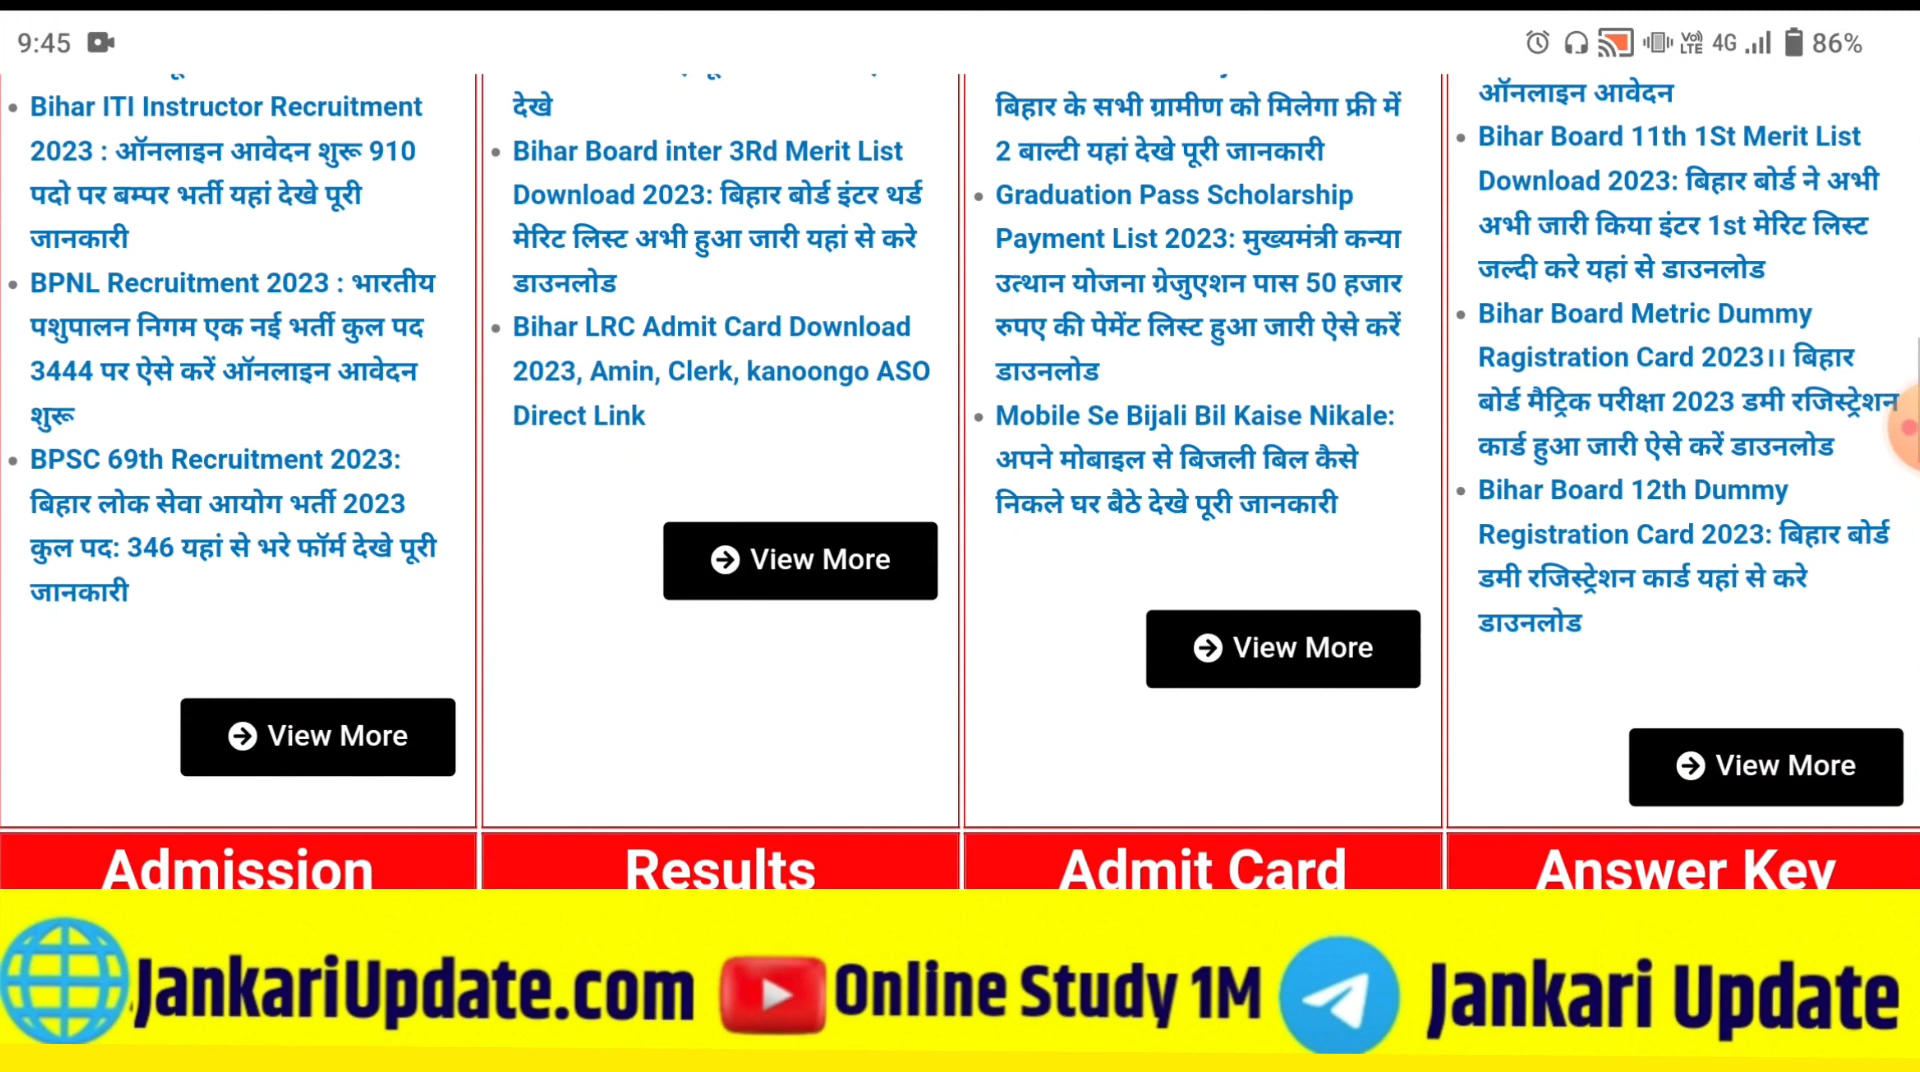 9:45
VoLTE 4G 86%
Bihar ITI Instructor Recruitment
2023 : ऑनलाइन आवेदन शुरू 910
पदो पर बम्पर भर्ती यहां देखे पूरी
जानकारी
BPNL Recruitment 2023 : भारतीय
पशुपालन निगम एक नई भर्ती कुल पद
3444 पर ऐसे करें ऑनलाइन आवेदन
शुरू
BPSC 69th Recruitment 2023:
बिहार लोक सेवा आयोग भर्ती 2023
कुल पद: 346 यहां से भरे फॉर्म देखे पूरी
जानकारी
View More
देखे
Bihar Board inter 3Rd Merit List
Download 2023: बिहार बोर्ड इंटर थर्ड
मेरिट लिस्ट अभी हुआ जारी यहां से करे
डाउनलोड
Bihar LRC Admit Card Download
2023, Amin, Clerk, kanoongo ASO
Direct Link
View More
बिहार के सभी ग्रामीण को मिलेगा फ्री में
2 बाल्टी यहां देखे पूरी जानकारी
Graduation Pass Scholarship
Payment List 2023: मुख्यमंत्री कन्या
उत्थान योजना ग्रेजुएशन पास 50 हजार
रुपए की पेमेंट लिस्ट हुआ जारी ऐसे करें
डाउनलोड
Mobile Se Bijali Bil Kaise Nikale:
अपने मोबाइल से बिजली बिल कैसे
निकले घर बैठे देखे पूरी जानकारी
View More
ऑनलाइन आवेदन
Bihar Board 11th 1St Merit List
Download 2023: बिहार बोर्ड ने अभी
अभी जारी किया इंटर 1st मेरिट लिस्ट
जल्दी करे यहां से डाउनलोड
Bihar Board Metric Dummy
Ragistration Card 2023।। बिहार
बोर्ड मैट्रिक परीक्षा 2023 डमी रजिस्ट्रेशन
कार्ड हुआ जारी ऐसे करें डाउनलोड
Bihar Board 12th Dummy
Registration Card 2023: बिहार बोर्ड
डमी रजिस्ट्रेशन कार्ड यहां से करे
डाउनलोड
View More
Admission Results Admit Card Answer Key
JankariUpdate.com Online Study 1M Jankari Update